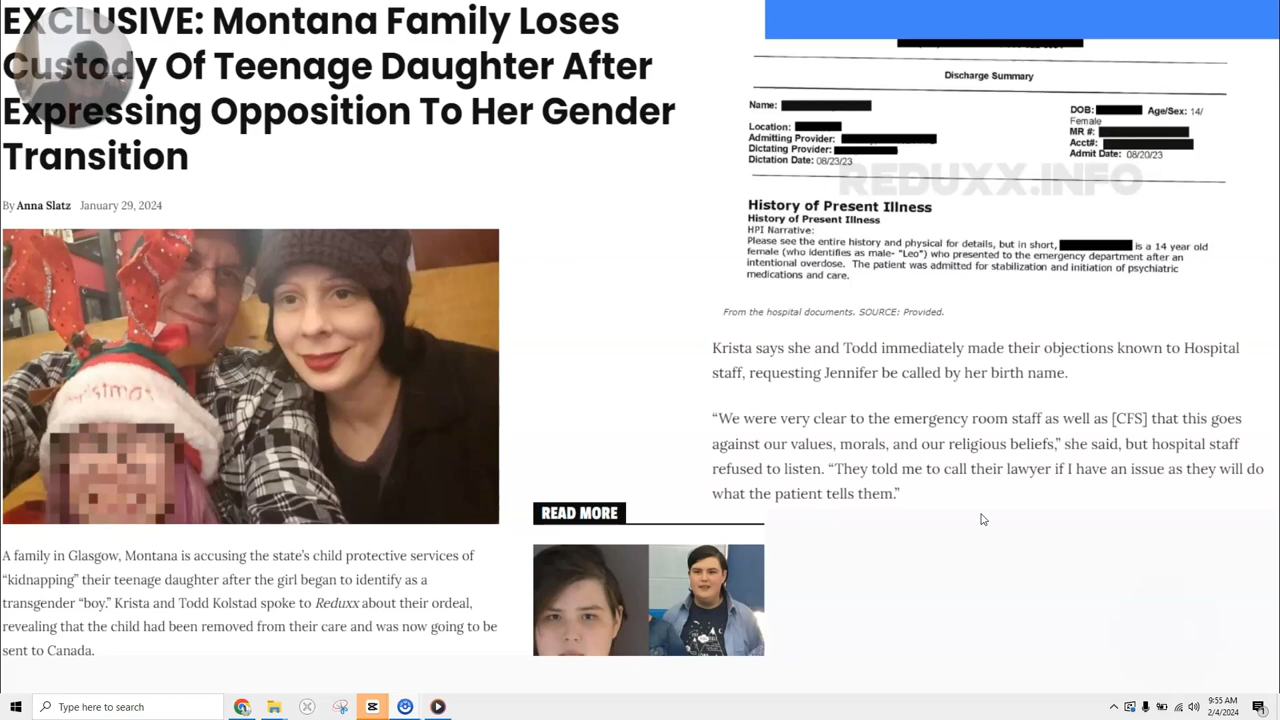 EXCLUSIVE: Montana Family Loses
Custody Of Teenage Daughter After
Expressing Opposition To Her Gender
Transition
By Anna Slatz January 29, 2024
Christmas
A family in Glasgow, Montana is accusing the state's child protective services of
“kidnapping” their teenage daughter after the girl began to identify as a
transgender “boy.” Krista and Todd Kolstad spoke to Reduxx about their ordeal,
revealing that the child had been removed from their care and was now going to be
sent to Canada.
READ MORE
Discharge Summary
Name:
DOB: Age/Sex: 14/
Female
Location:
MR #:
Admitting Provider:
Acct#:
Dictating Provider:
Admit Date: 08/20/23
Dictation Date: 08/23/23
REDUXX.INFO
History of Present Illness
History of Present Illness
HPI Narrative:
Please see the entire history and physical for details, but in short, is a 14 year old
female (who identifies as male- "Leo") who presented to the emergency department after an
intentional overdose. The patient was admitted for stabilization and initiation of psychiatric
medications and care.
From the hospital documents. SOURCE: Provided.
Krista says she and Todd immediately made their objections known to Hospital
staff, requesting Jennifer be called by her birth name.
“We were very clear to the emergency room staff as well as [CFS] that this goes
against our values, morals, and our religious beliefs,” she said, but hospital staff
refused to listen. “They told me to call their lawyer if I have an issue as they will do
what the patient tells them.”
Type here to search
9:55 AM
2/4/2024